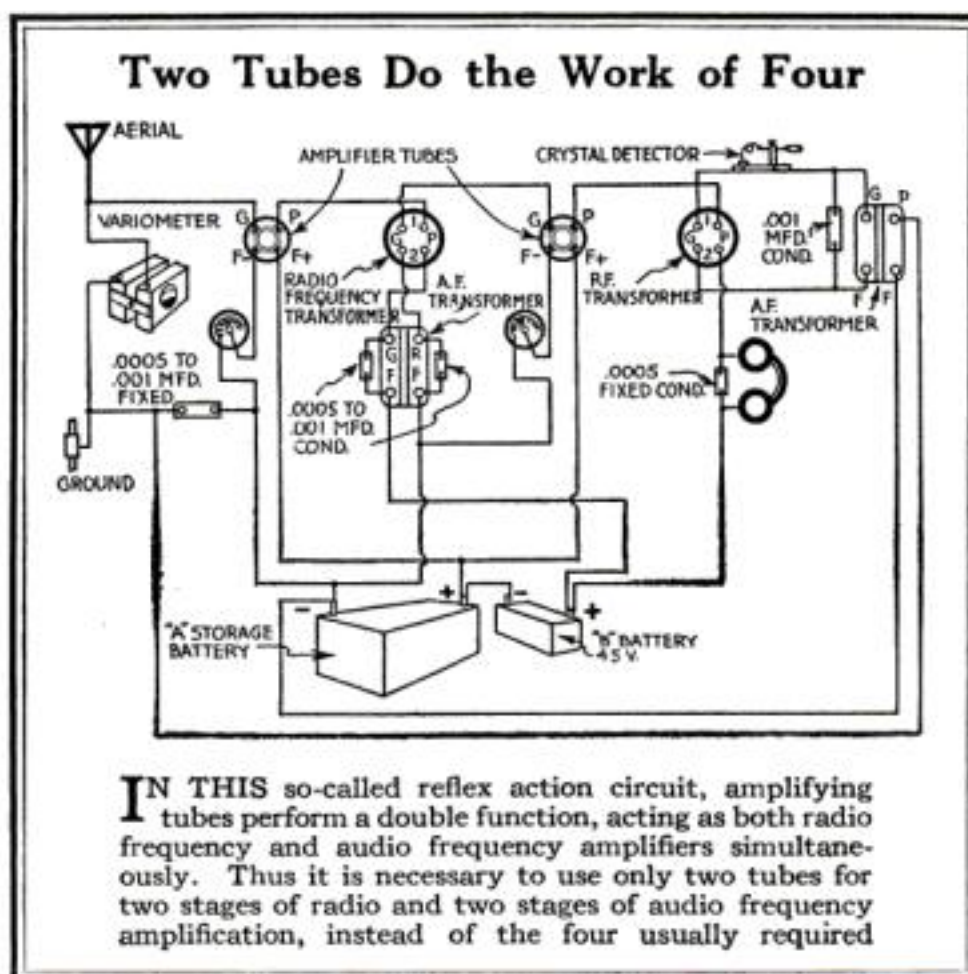 Two Tubes Do the Work of Four
AERIAL
AMPLIFIER TUBES
CRYSTAL DETECTOR
VARIOMETER
G P
F- F+
1
G P
2
G P
F- F+
1
G P
2
.001
MFD.
COND.
G P
F F
RADIO
FREQUENCY
TRANSFORMER
A.F.
TRANSFORMER
R.F.
TRANSFORMER
A.F.
TRANSFORMER
.0005 TO
.001 MFD.
FIXED
G R
F P
.0005 TO
.001 MFD.
COND.
.0005
FIXED COND.
GROUND
- + - +
"A" STORAGE
BATTERY
"B" BATTERY
45 V.
IN THIS so-called reflex action circuit, amplifying
tubes perform a double function, acting as both radio
frequency and audio frequency amplifiers simultane-
ously. Thus it is necessary to use only two tubes for
two stages of radio and two stages of audio frequency
amplification, instead of the four usually required